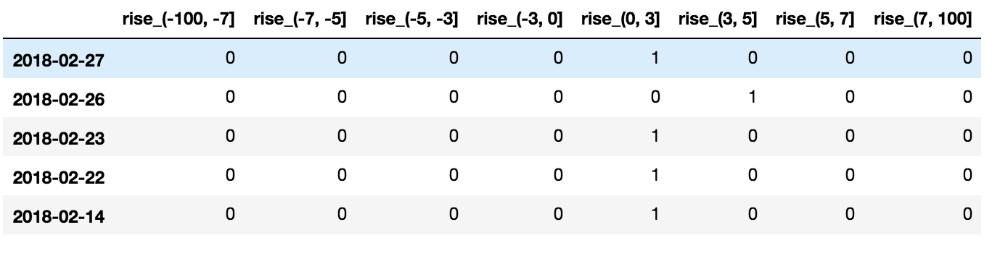 rise_(-100, -7] rise_(-7, -5] rise_(-5, -3] rise_(-3, 0] rise_(0, 3] rise_(3, 5] rise_(5, 7] rise_(7, 100]
2018-02-27 0 0 0 0 1 0 0 0
2018-02-26 0 0 0 0 0 1 0 0
2018-02-23 0 0 0 0 1 0 0 0
2018-02-22 0 0 0 0 1 0 0 0
2018-02-14 0 0 0 0 1 0 0 0